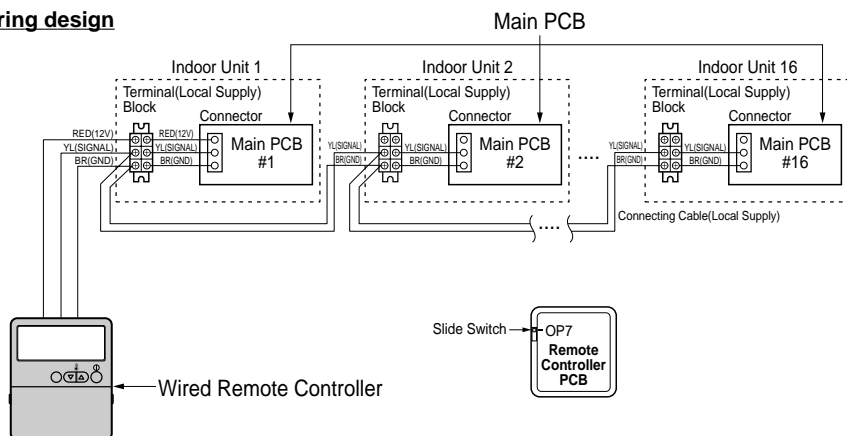 ring design
Main PCB
Indoor Unit 1
Indoor Unit 2
Indoor Unit 16
Terminal(Local Supply)
Block
Connector
RED(12V)
YL(SIGNAL)
BR(GND)
RED(12V)
YL(SIGNAL)
BR(GND)
Main PCB
#1
Terminal(Local Supply)
Block
Connector
YL(SIGNAL)
BR(GND)
YL(SIGNAL)
BR(GND)
Main PCB
#2
....
Terminal(Local Supply)
Block
Connector
YL(SIGNAL)
BR(GND)
YL(SIGNAL)
BR(GND)
Main PCB
#16
....
Connecting Cable(Local Supply)
Slide Switch
OP7
Remote
Controller
PCB
Wired Remote Controller